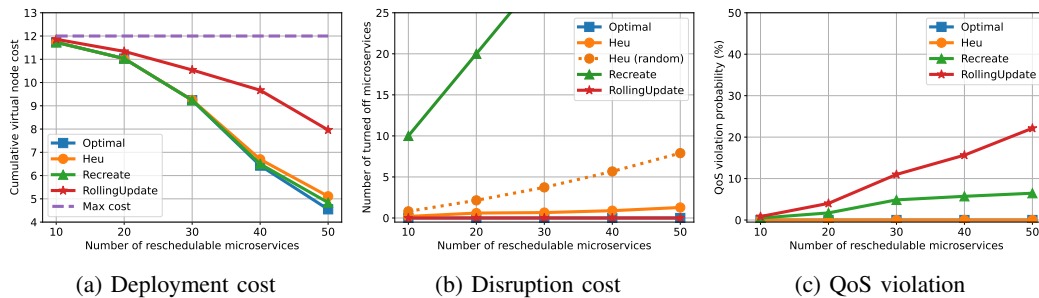 Cumulative virtual node cost
12
11
10
9
8
7
6
5
4
Optimal
Heu
Recreate
RollingUpdate
Max cost
10 20 30 40 50
Number of reschedulable microservices
(a) Deployment cost
Number of turned off microservices
25
20
15
10
5
0
Optimal
Heu
Heu (random)
Recreate
RollingUpdate
10 20 30 40 50
Number of reschedulable microservices
(b) Disruption cost
QoS violation probability (%)
50
40
30
20
10
0
Optimal
Heu
Recreate
RollingUpdate
10 20 30 40 50
Number of reschedulable microservices
(c) QoS violation